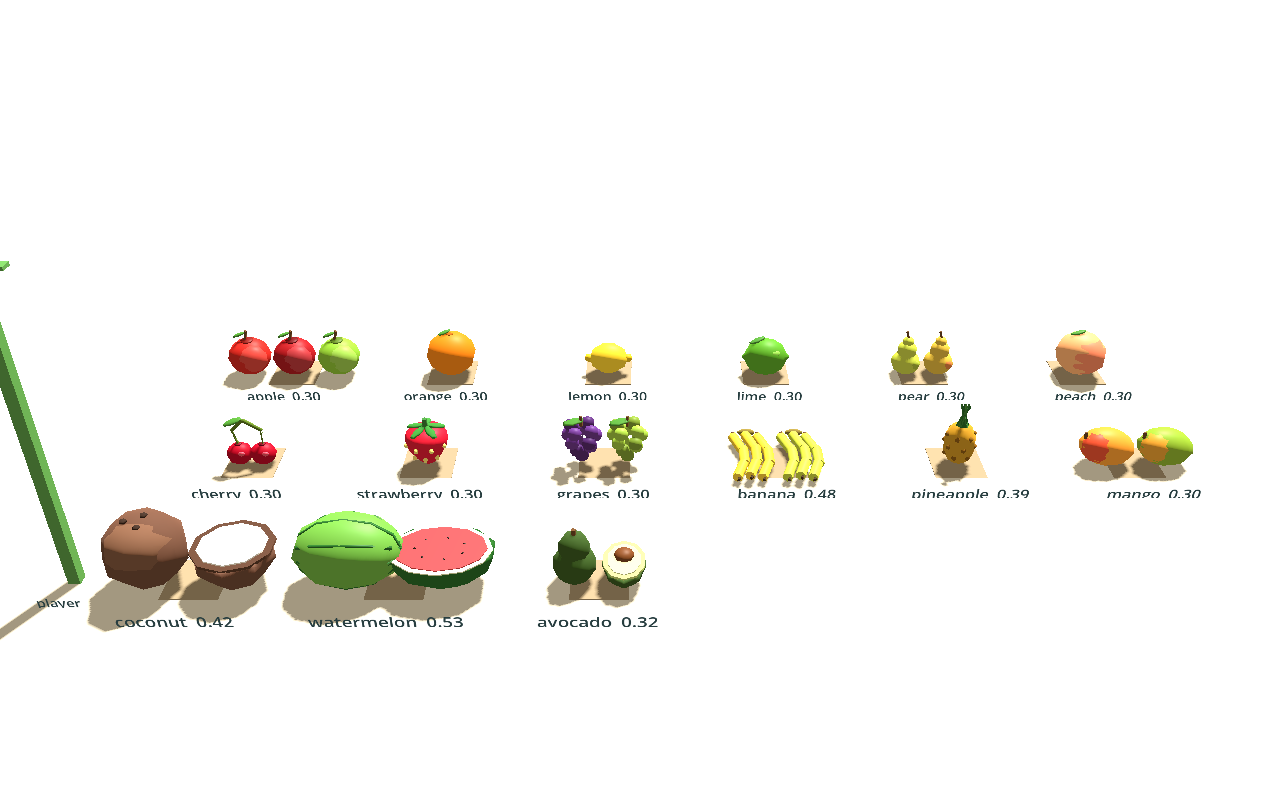 apple 0.30
orange 0.30
lemon 0.30
lime 0.30
pear 0.30
peach 0.30
cherry 0.30
strawberry 0.30
grapes 0.30
banana 0.48
pineapple 0.39
mango 0.30
player
coconut 0.42
watermelon 0.53
avocado 0.32